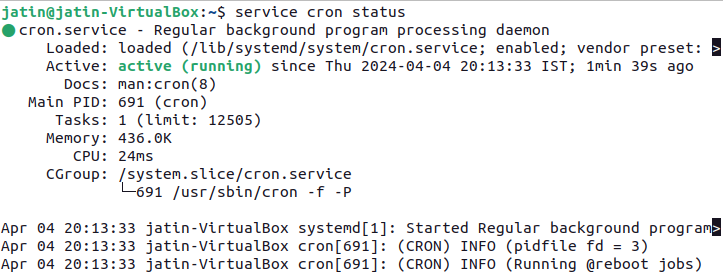 jatin@jatin-VirtualBox:~$ service cron status
● cron.service - Regular background program processing daemon
     Loaded: loaded (/lib/systemd/system/cron.service; enabled; vendor preset: >
     Active: active (running) since Thu 2024-04-04 20:13:33 IST; 1min 39s ago
       Docs: man:cron(8)
   Main PID: 691 (cron)
      Tasks: 1 (limit: 12505)
     Memory: 436.0K
        CPU: 24ms
     CGroup: /system.slice/cron.service
             └─691 /usr/sbin/cron -f -P
Apr 04 20:13:33 jatin-VirtualBox systemd[1]: Started Regular background program>
Apr 04 20:13:33 jatin-VirtualBox cron[691]: (CRON) INFO (pidfile fd = 3)
Apr 04 20:13:33 jatin-VirtualBox cron[691]: (CRON) INFO (Running @reboot jobs)